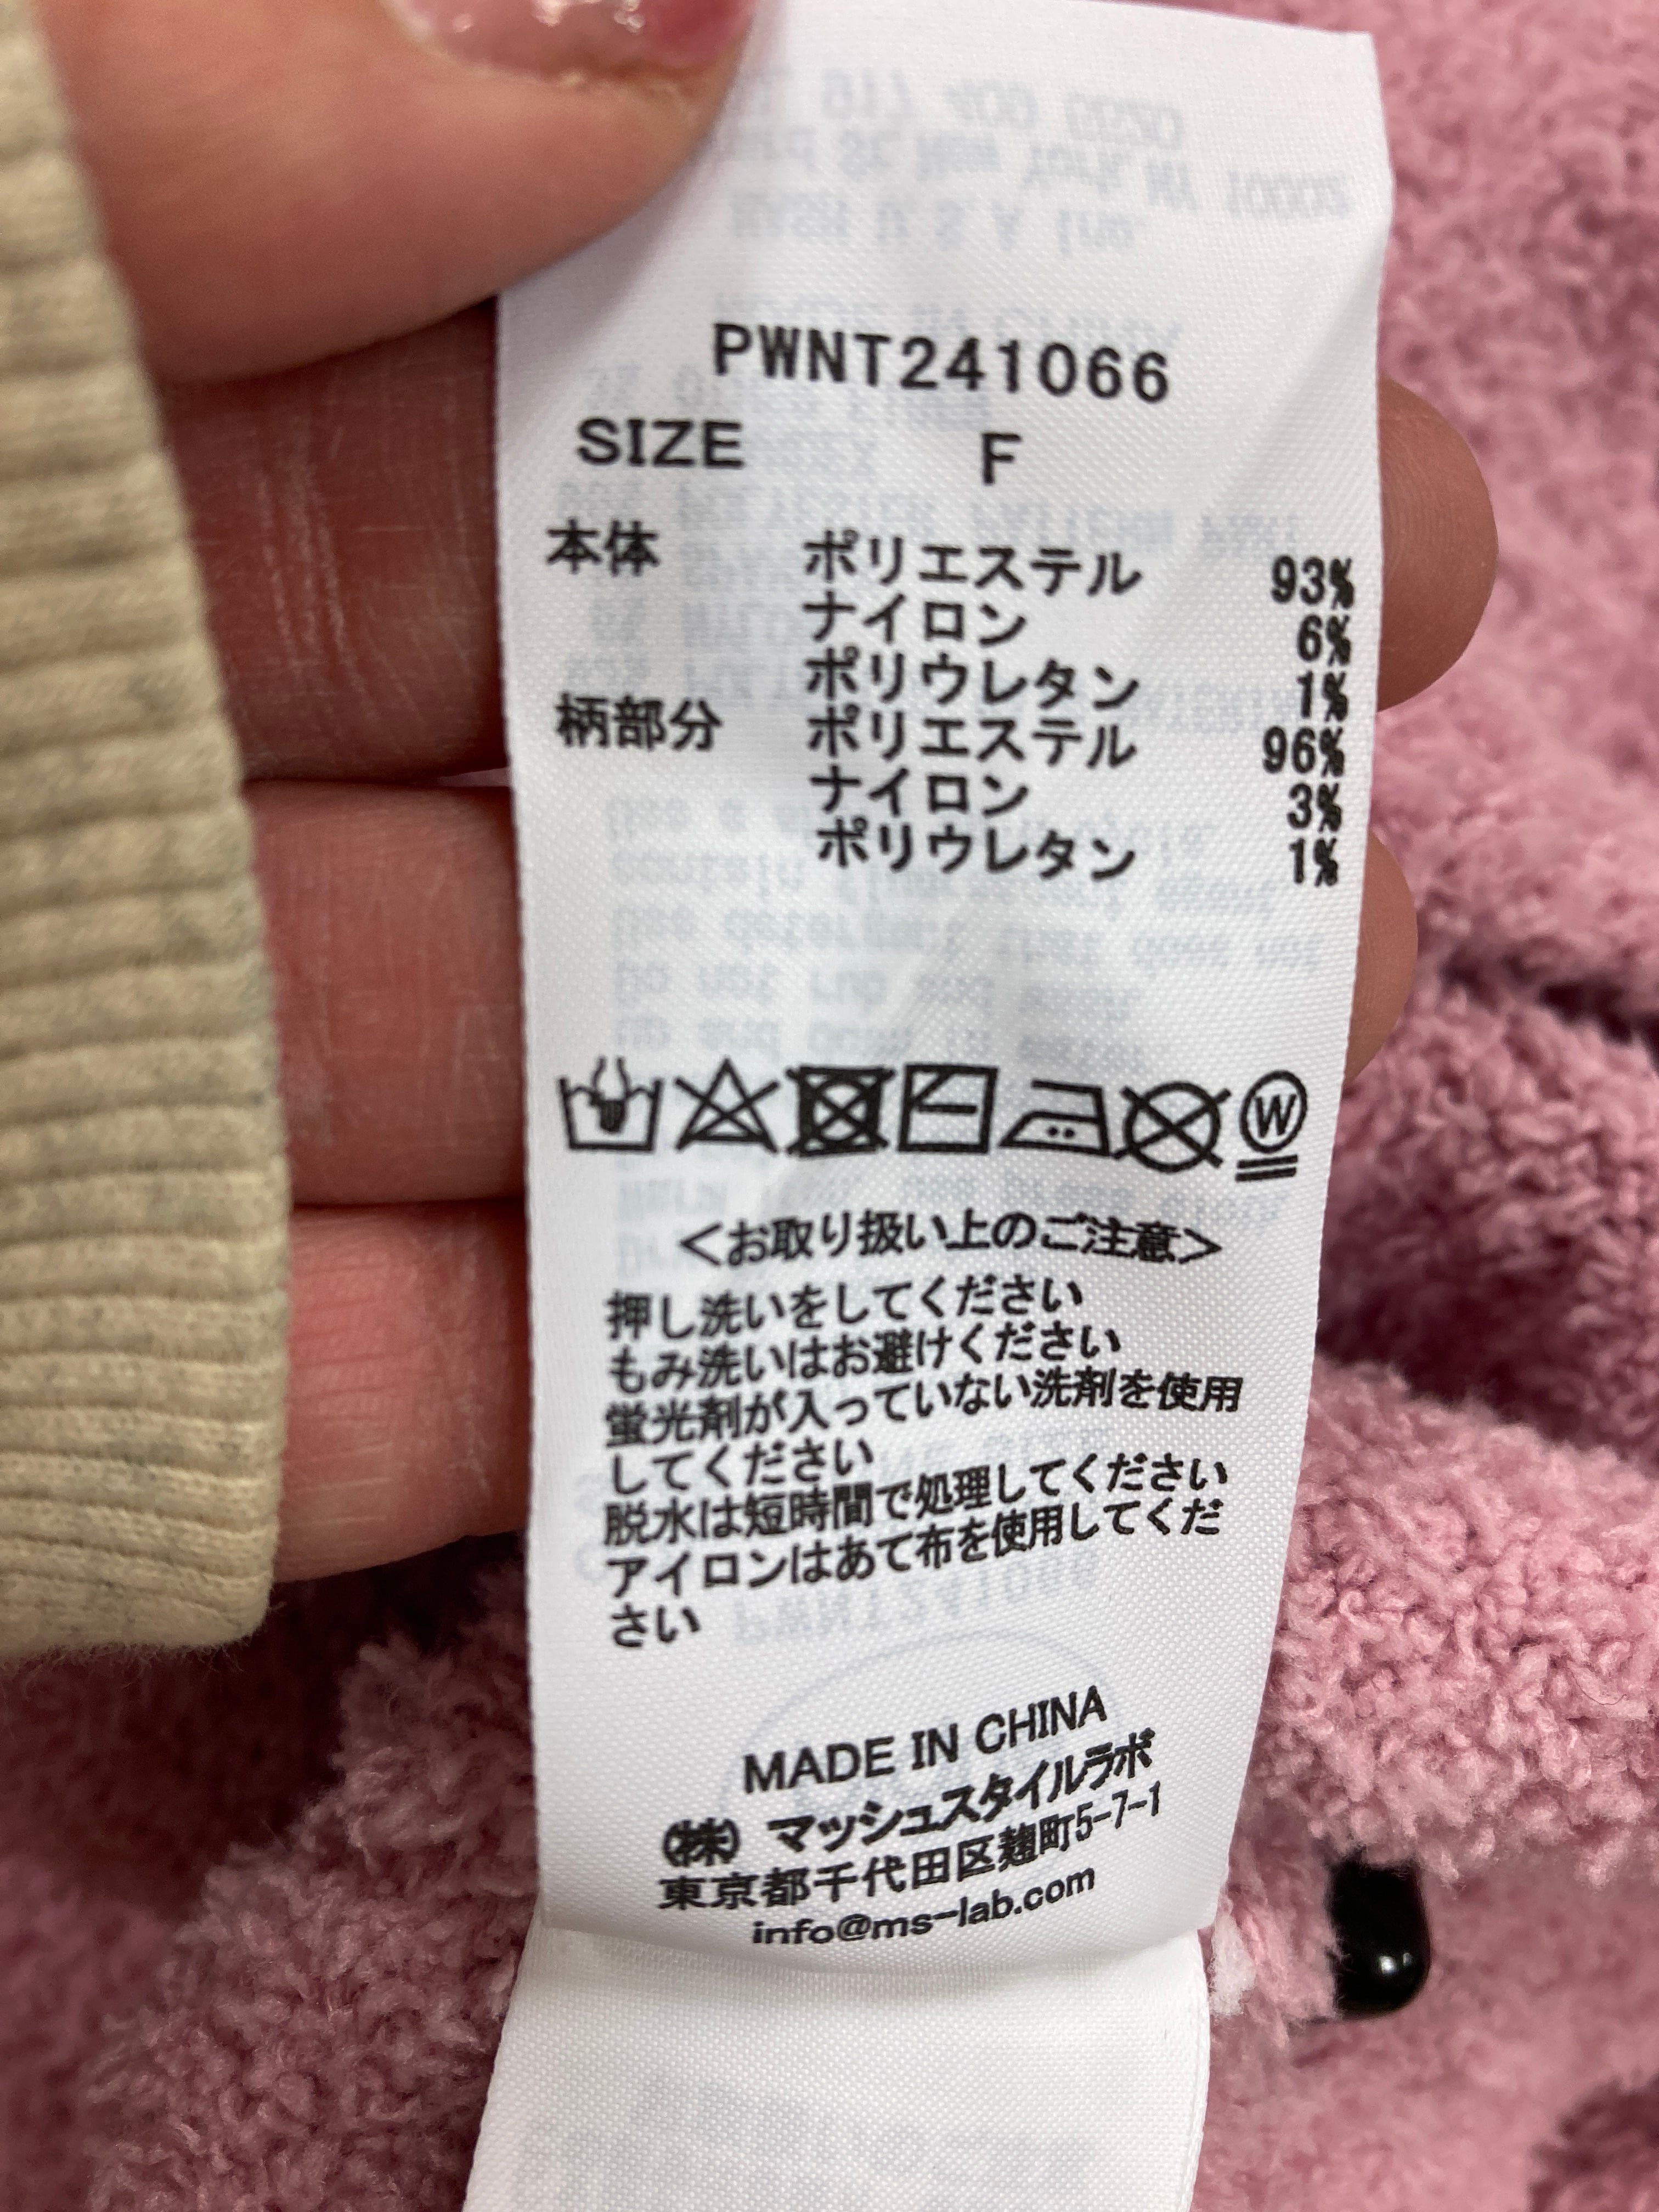 PWNT241066
SIZE F
本体 ポリエステル 93%
ナイロン 6%
ポリウレタン 1%
柄部分 ポリエステル 96%
ナイロン 3%
ポリウレタン 1%
W
<お取り扱い上のご注意>
押し洗いをしてください
もみ洗いはお避けください
蛍光剤が入っていない洗剤を使用
してください
脱水は短時間で処理してください
アイロンはあて布を使用してくだ
さい
MADE IN CHINA
㈱ マッシュスタイルラボ
東京都千代田区麹町5-7-1
info@ms-lab.com